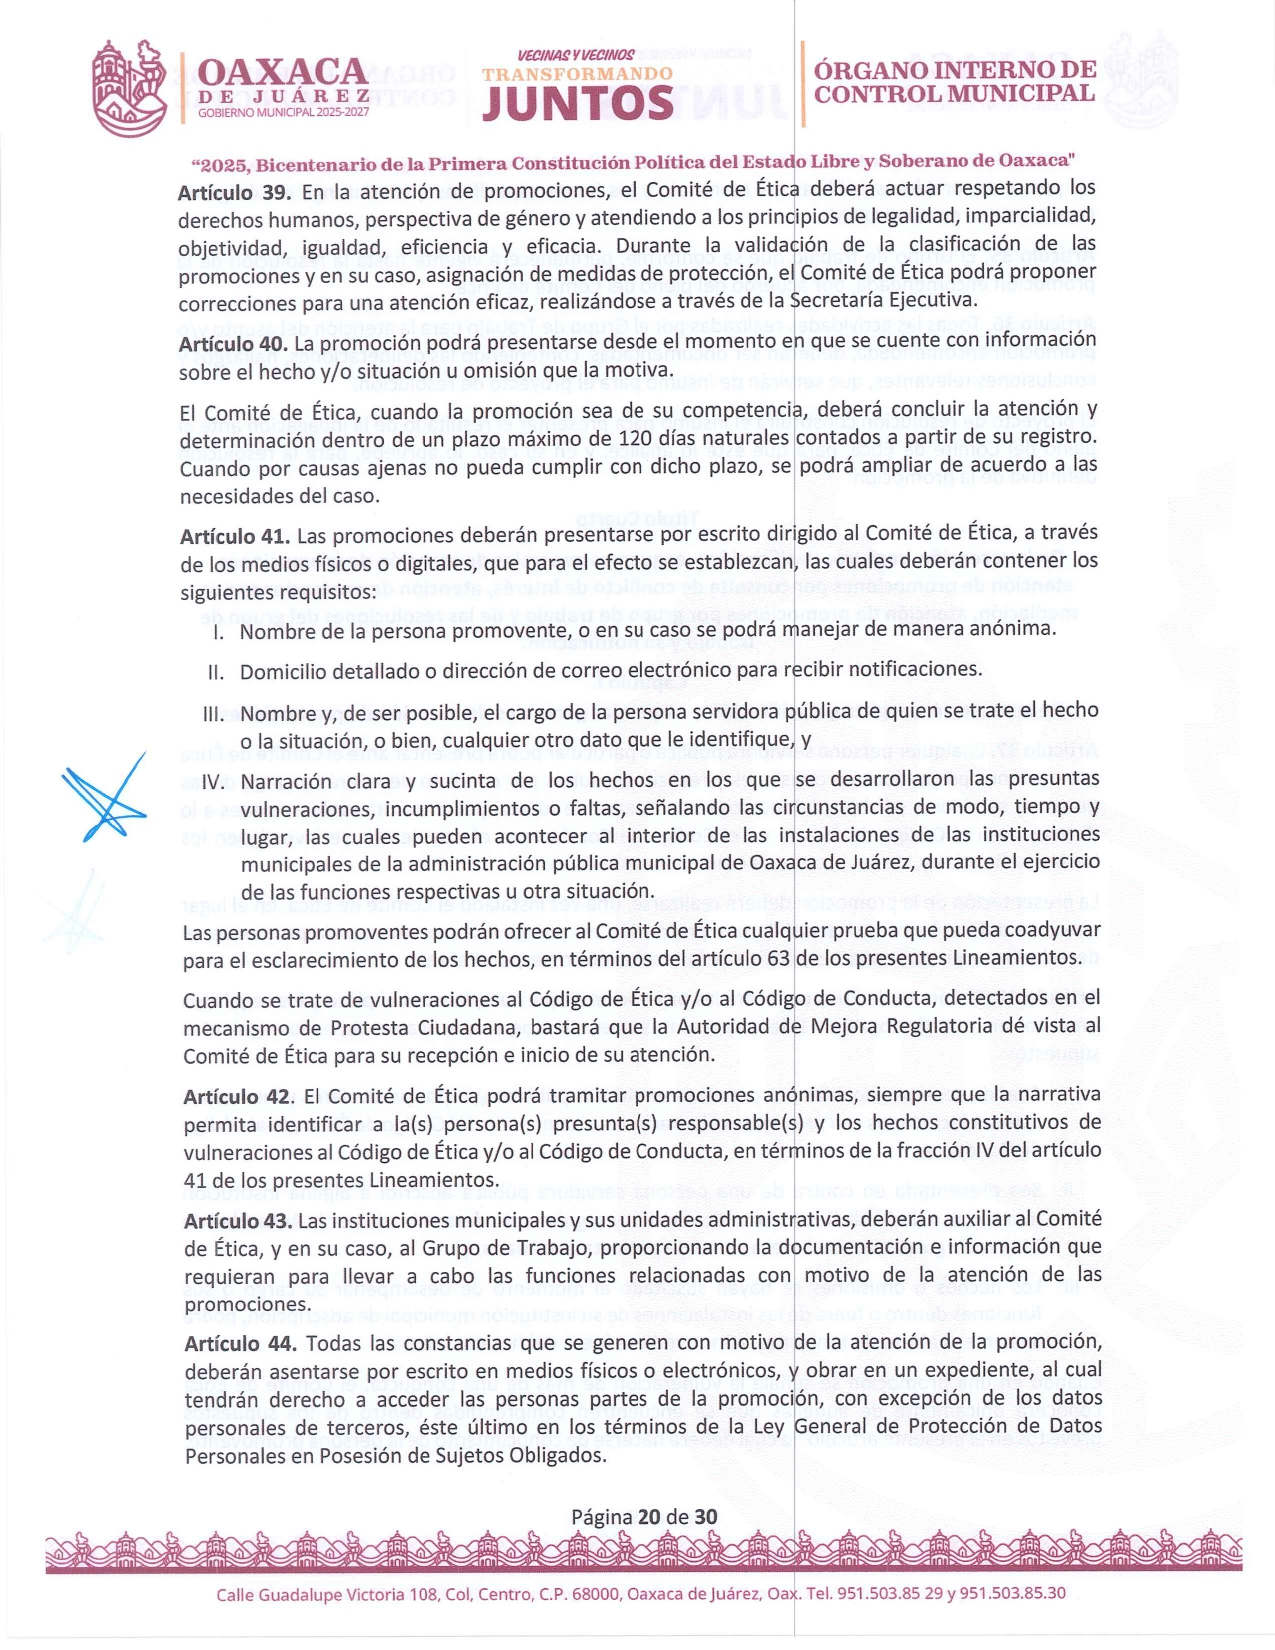 OAXACA
DE JUÁREZ
GOBIERNO MUNICIPAL 2025-2027
VECINAS Y VECINOS
TRANSFORMANDO
JUNTOS
ÓRGANO INTERNO DE
CONTROL MUNICIPAL
“2025, Bicentenario de la Primera Constitución Política del Estado Libre y Soberano de Oaxaca"
Artículo 39. En la atención de promociones, el Comité de Ética deberá actuar respetando los
derechos humanos, perspectiva de género y atendiendo a los principios de legalidad, imparcialidad,
objetividad, igualdad, eficiencia y eficacia. Durante la validación de la clasificación de las
promociones y en su caso, asignación de medidas de protección, el Comité de Ética podrá proponer
correcciones para una atención eficaz, realizándose a través de la Secretaría Ejecutiva.
Artículo 40. La promoción podrá presentarse desde el momento en que se cuente con información
sobre el hecho y/o situación u omisión que la motiva.
El Comité de Ética, cuando la promoción sea de su competencia, deberá concluir la atención y
determinación dentro de un plazo máximo de 120 días naturales contados a partir de su registro.
Cuando por causas ajenas no pueda cumplir con dicho plazo, se podrá ampliar de acuerdo a las
necesidades del caso.
Artículo 41. Las promociones deberán presentarse por escrito dirigido al Comité de Ética, a través
de los medios físicos o digitales, que para el efecto se establezcan, las cuales deberán contener los
siguientes requisitos:
I. Nombre de la persona promovente, o en su caso se podrá manejar de manera anónima.
II. Domicilio detallado o dirección de correo electrónico para recibir notificaciones.
III. Nombre y, de ser posible, el cargo de la persona servidora pública de quien se trate el hecho
o la situación, o bien, cualquier otro dato que le identifique, y
IV. Narración clara y sucinta de los hechos en los que se desarrollaron las presuntas
vulneraciones, incumplimientos o faltas, señalando las circunstancias de modo, tiempo y
lugar, las cuales pueden acontecer al interior de las instalaciones de las instituciones
municipales de la administración pública municipal de Oaxaca de Juárez, durante el ejercicio
de las funciones respectivas u otra situación.
Las personas promoventes podrán ofrecer al Comité de Ética cualquier prueba que pueda coadyuvar
para el esclarecimiento de los hechos, en términos del artículo 63 de los presentes Lineamientos.
Cuando se trate de vulneraciones al Código de Ética y/o al Código de Conducta, detectados en el
mecanismo de Protesta Ciudadana, bastará que la Autoridad de Mejora Regulatoria dé vista al
Comité de Ética para su recepción e inicio de su atención.
Artículo 42. El Comité de Ética podrá tramitar promociones anónimas, siempre que la narrativa
permita identificar a la(s) persona(s) presunta(s) responsable(s) y los hechos constitutivos de
vulneraciones al Código de Ética y/o al Código de Conducta, en términos de la fracción IV del artículo
41 de los presentes Lineamientos.
Artículo 43. Las instituciones municipales y sus unidades administrativas, deberán auxiliar al Comité
de Ética, y en su caso, al Grupo de Trabajo, proporcionando la documentación e información que
requieran para llevar a cabo las funciones relacionadas con motivo de la atención de las
promociones.
Artículo 44. Todas las constancias que se generen con motivo de la atención de la promoción,
deberán asentarse por escrito en medios físicos o electrónicos, y obrar en un expediente, al cual
tendrán derecho a acceder las personas partes de la promoción, con excepción de los datos
personales de terceros, éste último en los términos de la Ley General de Protección de Datos
Personales en Posesión de Sujetos Obligados.
Página 20 de 30
Calle Guadalupe Victoria 108, Col, Centro, C.P. 68000, Oaxaca de Juárez, Oax. Tel. 951.503.85 29 y 951.503.85.30